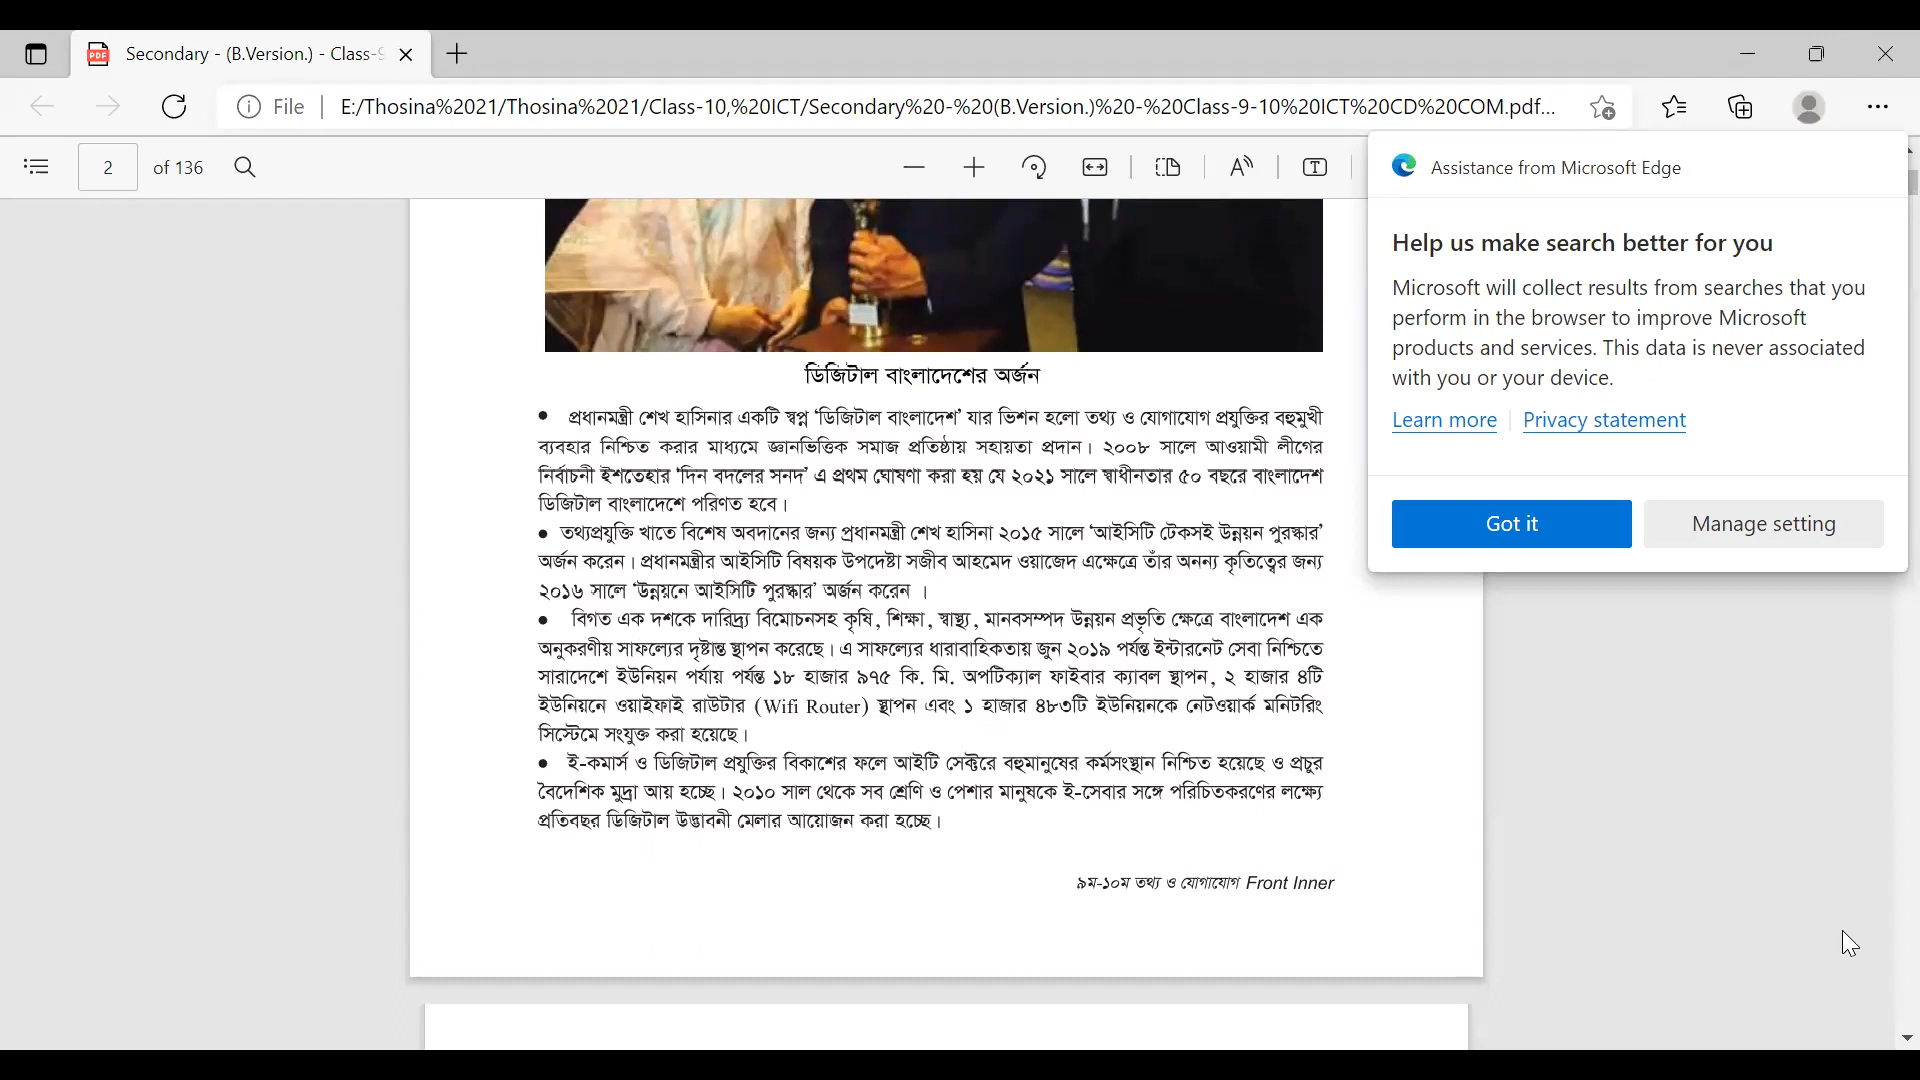 Secondary - (B.Version.) - Class-9
File
E:/Thosina%2021/Thosina%2021/Class-10,%20ICT/Secondary%20-%20(B.Version.)%20-%20Class-9-10%20ICT%20CD%20COM.pdf...
2 of 136
Assistance from Microsoft Edge
Help us make search better for you
Microsoft will collect results from searches that you
perform in the browser to improve Microsoft
products and services. This data is never associated
with you or your device.
Learn more
Privacy statement
Got it
Manage setting
ডিজিটাল বাংলাদেশের অর্জন
● প্রধানমন্ত্রী শেখ হাসিনার একটি স্বপ্ন ‘ডিজিটাল বাংলাদেশ’ যার ভিশন হলো তথ্য ও যোগাযোগ প্রযুক্তির বহুমুখী
ব্যবহার নিশ্চিত করার মাধ্যমে জ্ঞানভিত্তিক সমাজ প্রতিষ্ঠায় সহায়তা প্রদান। ২০০৮ সালে আওয়ামী লীগের
নির্বাচনী ইশতেহার ‘দিন বদলের সনদ’ এ প্রথম ঘোষণা করা হয় যে ২০২১ সালে স্বাধীনতার ৫০ বছরে বাংলাদেশ
ডিজিটাল বাংলাদেশে পরিণত হবে।
● তথ্যপ্রযুক্তি খাতে বিশেষ অবদানের জন্য প্রধানমন্ত্রী শেখ হাসিনা ২০১৫ সালে ‘আইসিটি টেকসই উন্নয়ন পুরস্কার’
অর্জন করেন। প্রধানমন্ত্রীর আইসিটি বিষয়ক উপদেষ্টা সজীব আহমেদ ওয়াজেদ এক্ষেত্রে তাঁর অনন্য কৃতিত্বের জন্য
২০১৬ সালে ‘উন্নয়নে আইসিটি পুরস্কার’ অর্জন করেন ।
● বিগত এক দশকে দারিদ্র্য বিমোচনসহ কৃষি, শিক্ষা, স্বাস্থ্য, মানবসম্পদ উন্নয়ন প্রভৃতি ক্ষেত্রে বাংলাদেশ এক
অনুকরণীয় সাফল্যের দৃষ্টান্ত স্থাপন করেছে। এ সাফল্যের ধারাবাহিকতায় জুন ২০১৯ পর্যন্ত ইন্টারনেট সেবা নিশ্চিতে
সারাদেশে ইউনিয়ন পর্যায় পর্যন্ত ১৮ হাজার ৯৭৫ কি. মি. অপটিক্যাল ফাইবার ক্যাবল স্থাপন, ২ হাজার ৪টি
ইউনিয়নে ওয়াইফাই রাউটার (Wifi Router) স্থাপন এবং ১ হাজার ৪৮৩টি ইউনিয়নকে নেটওয়ার্ক মনিটরিং
সিস্টেমে সংযুক্ত করা হয়েছে।
● ই-কমার্স ও ডিজিটাল প্রযুক্তির বিকাশের ফলে আইটি সেক্টরে বহুমানুষের কর্মসংস্থান নিশ্চিত হয়েছে ও প্রচুর
বৈদেশিক মুদ্রা আয় হচ্ছে। ২০১০ সাল থেকে সব শ্রেণি ও পেশার মানুষকে ই-সেবার সঙ্গে পরিচিতকরণের লক্ষ্যে
প্রতিবছর ডিজিটাল উদ্ভাবনী মেলার আয়োজন করা হচ্ছে।
৯ম-১০ম তথ্য ও যোগাযোগ Front Inner